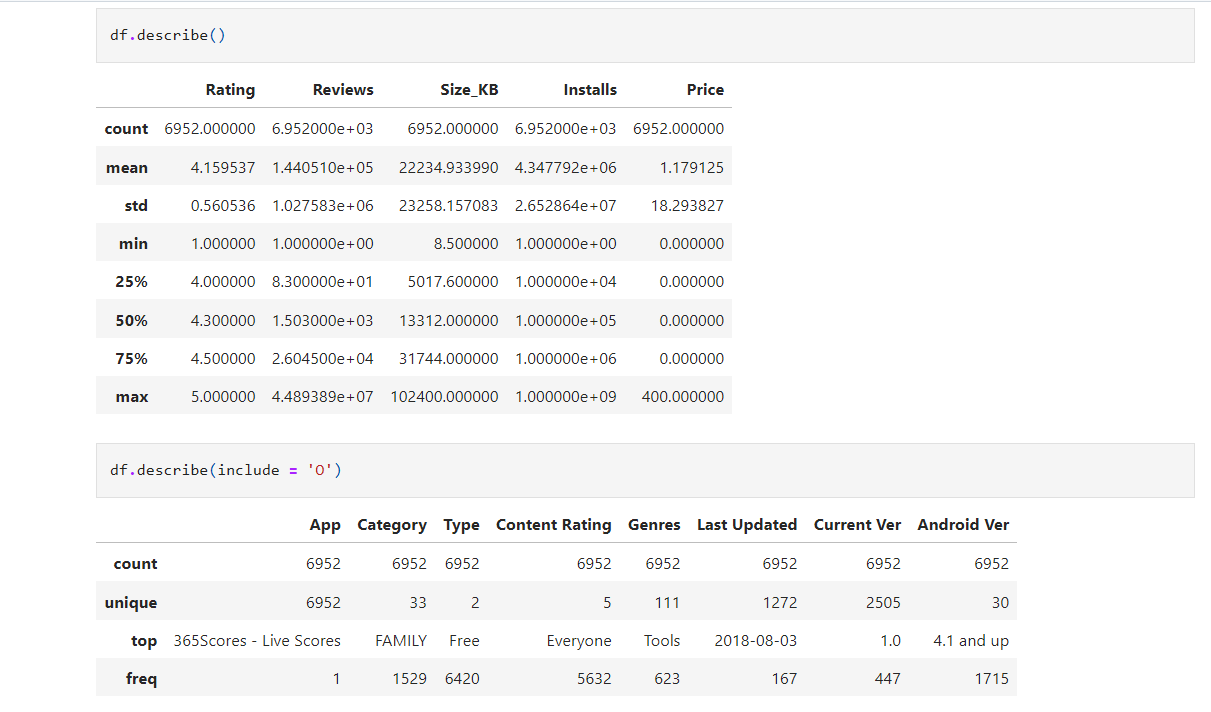 df.describe()
Rating Reviews Size_KB Installs Price
count 6952.000000 6.952000e+03 6952.000000 6.952000e+03 6952.000000
mean 4.159537 1.440510e+05 22234.933990 4.347792e+06 1.179125
std 0.560536 1.027583e+06 23258.157083 2.652864e+07 18.293827
min 1.000000 1.000000e+00 8.500000 1.000000e+00 0.000000
25% 4.000000 8.300000e+01 5017.600000 1.000000e+04 0.000000
50% 4.300000 1.503000e+03 13312.000000 1.000000e+05 0.000000
75% 4.500000 2.604500e+04 31744.000000 1.000000e+06 0.000000
max 5.000000 4.489389e+07 102400.000000 1.000000e+09 400.000000
df.describe(include = 'O')
App Category Type Content Rating Genres Last Updated Current Ver Android Ver
count 6952 6952 6952 6952 6952 6952 6952 6952
unique 6952 33 2 5 111 1272 2505 30
top 365Scores - Live Scores FAMILY Free Everyone Tools 2018-08-03 1.0 4.1 and up
freq 1 1529 6420 5632 623 167 447 1715